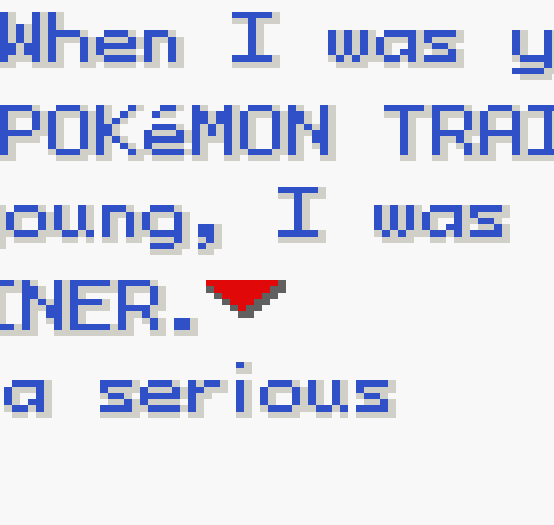 When I was y
POKéMON TRAI
oung, I was
INER.
a serious